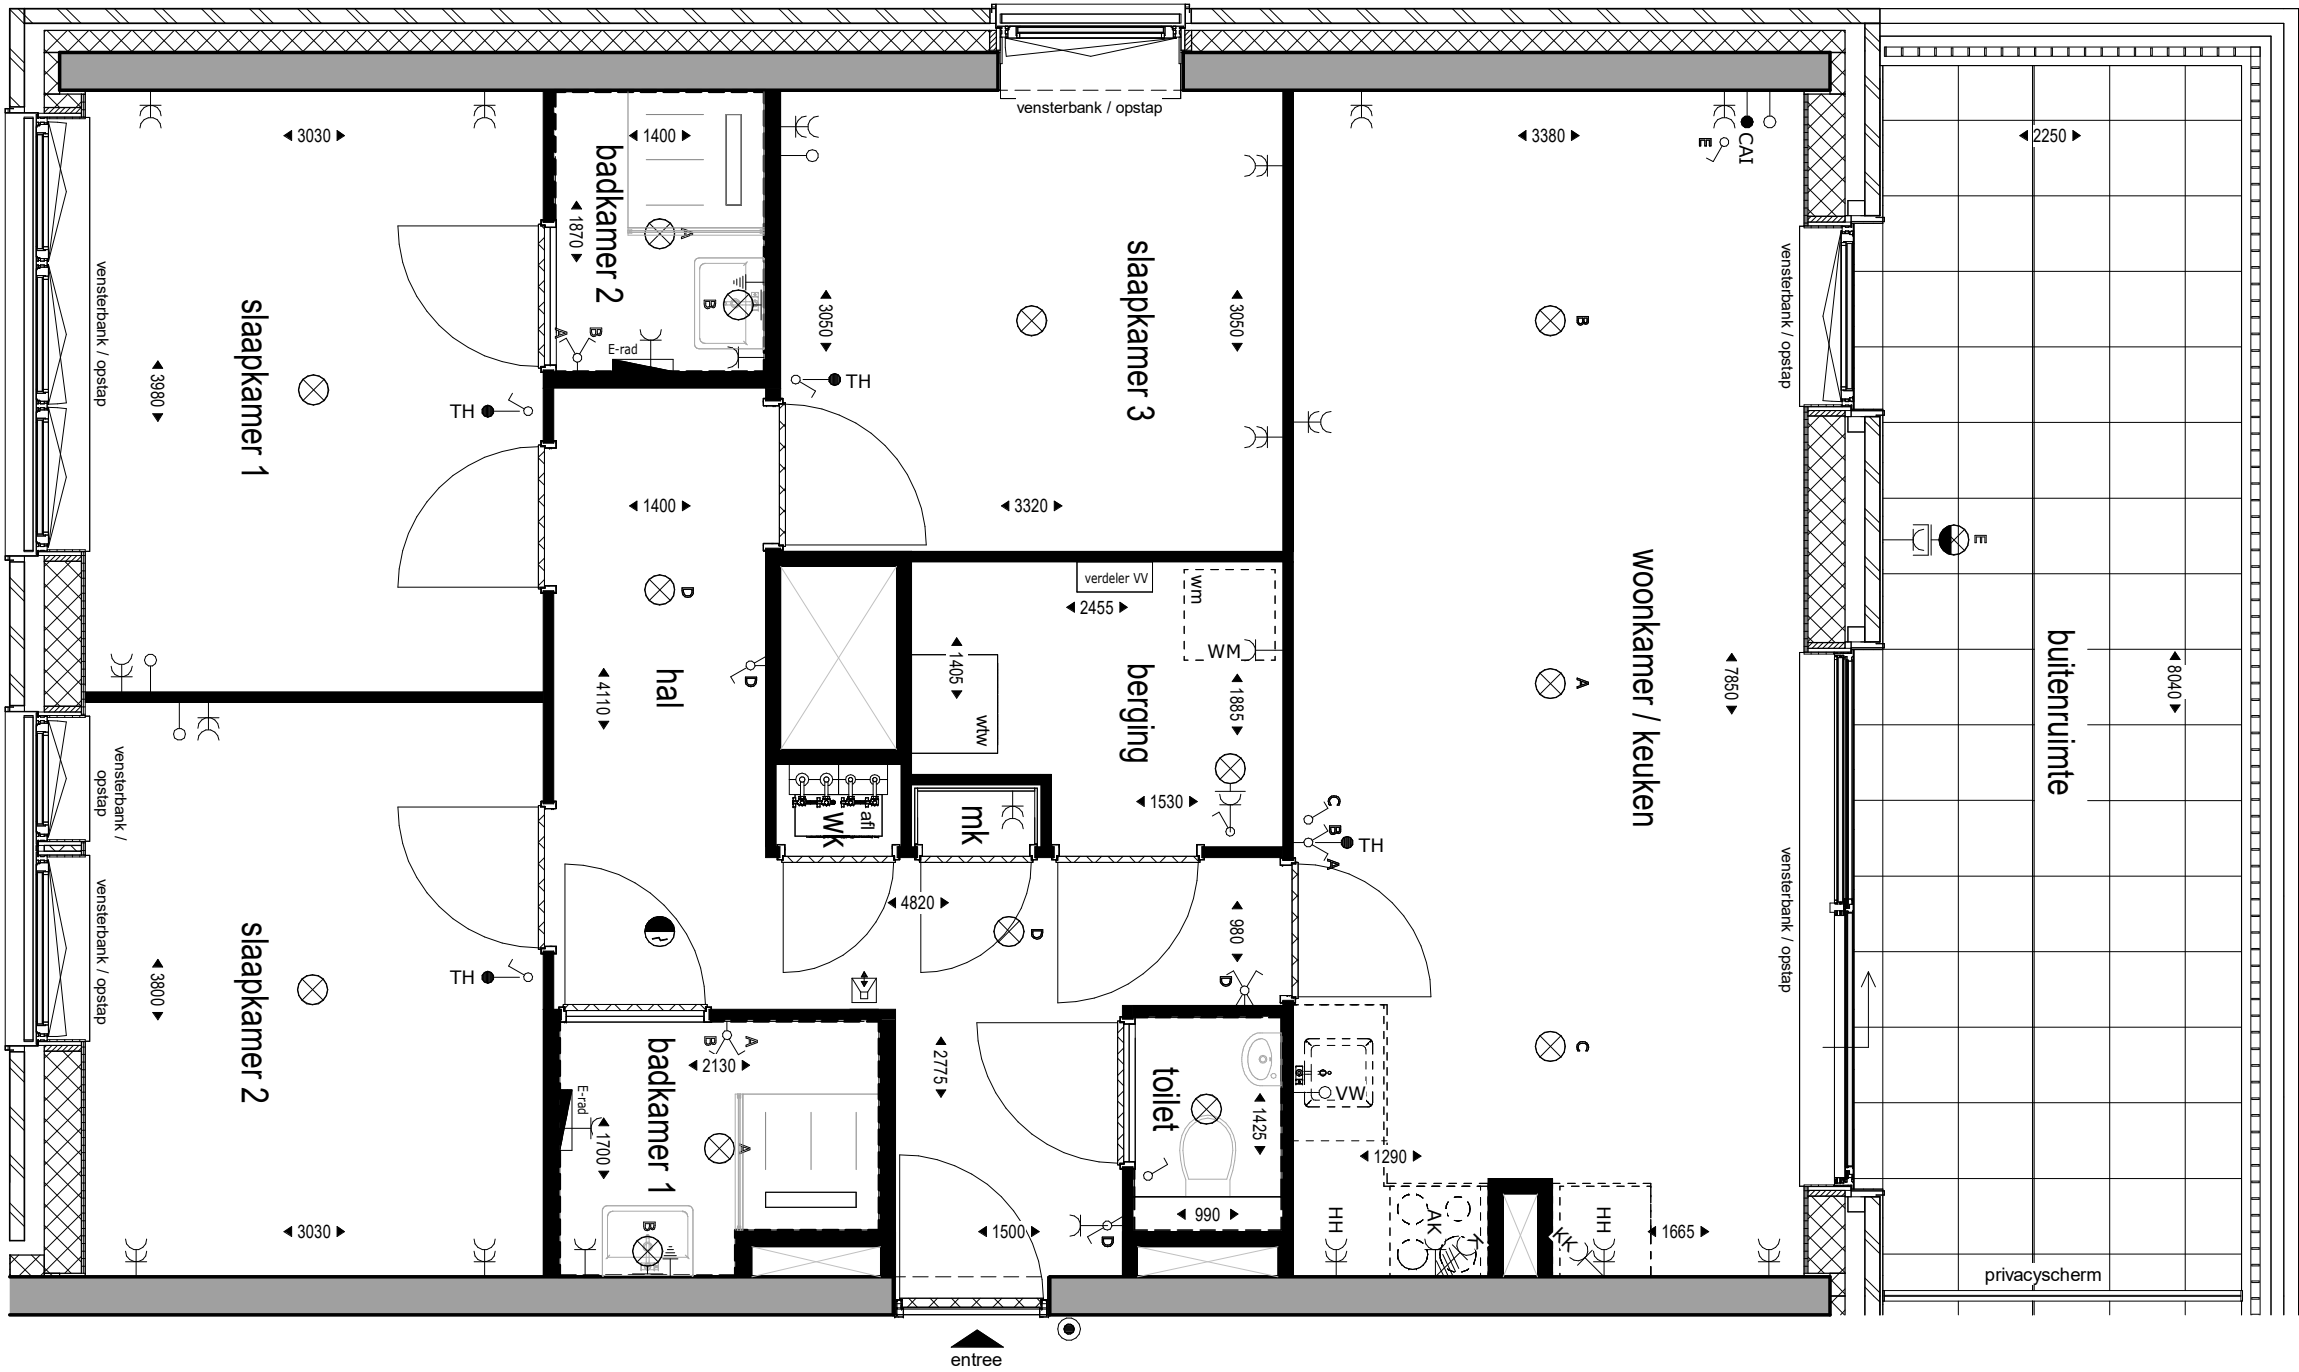 vensterbank / opstap
3030
1400
badkamer 2
1870
A
B
A
B
E-rad
slaapkamer 1
vensterbank / opstap
3980
TH
3050
slaapkamer 3
3050
TH
3320
3380
E
CAI
B
vensterbank / opstap
2250
E
1400
D
hal
4110
D
verdeler VV
2455
wm
WM
1405
wtw
berging
1885
1530
woonkamer / keuken
A
7850
buitenruimte
8040
vensterbank /
opstap
Wk
afl
mk
C
B
A
TH
4820
D
980
D
vensterbank / opstap
vensterbank / opstap
slaapkamer 2
3800
TH
3030
A
B
2130
badkamer 1
E-rad
1700
A
B
2775
toilet
1425
990
1500
D
C
VW
1290
HH
AK
K
KK
HH
1665
privacyscherm
entree